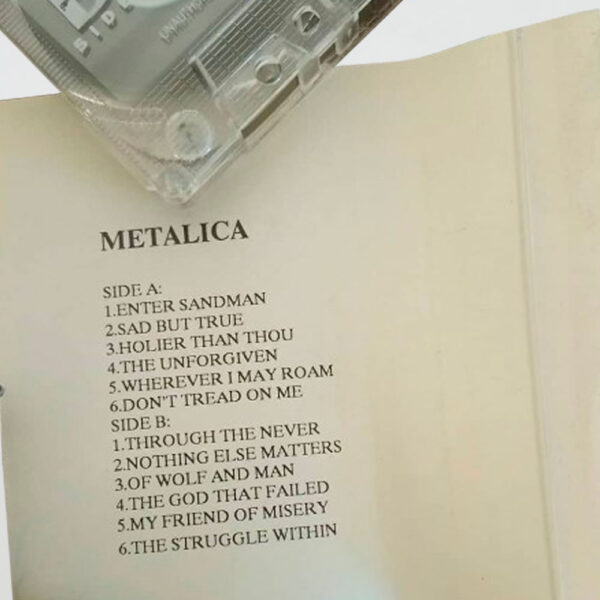 SIDE
METALICA
SIDE A:
1.ENTER SANDMAN
2.SAD BUT TRUE
3.HOLIER THAN THOU
4.THE UNFORGIVEN
5.WHEREVER I MAY ROAM
6.DON'T TREAD ON ME
SIDE B:
1.THROUGH THE NEVER
2.NOTHING ELSE MATTERS
3.OF WOLF AND MAN
4.THE GOD THAT FAILED
5.MY FRIEND OF MISERY
6.THE STRUGGLE WITHIN